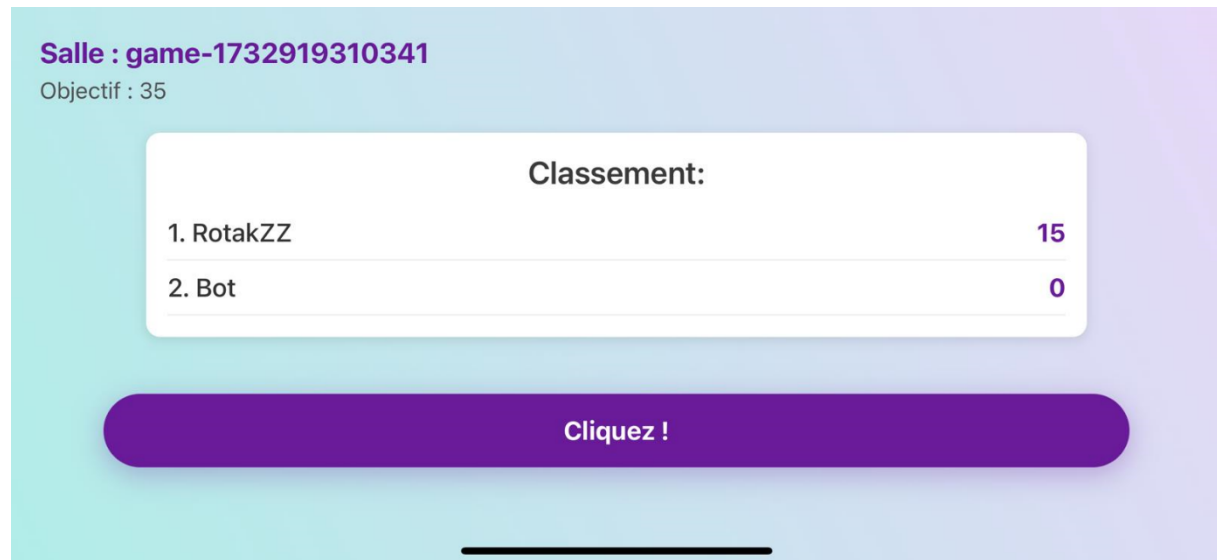 Salle : game-1732919310341
Objectif : 35
Classement:
1. RotakZZ 15
2. Bot 0
Cliquez !